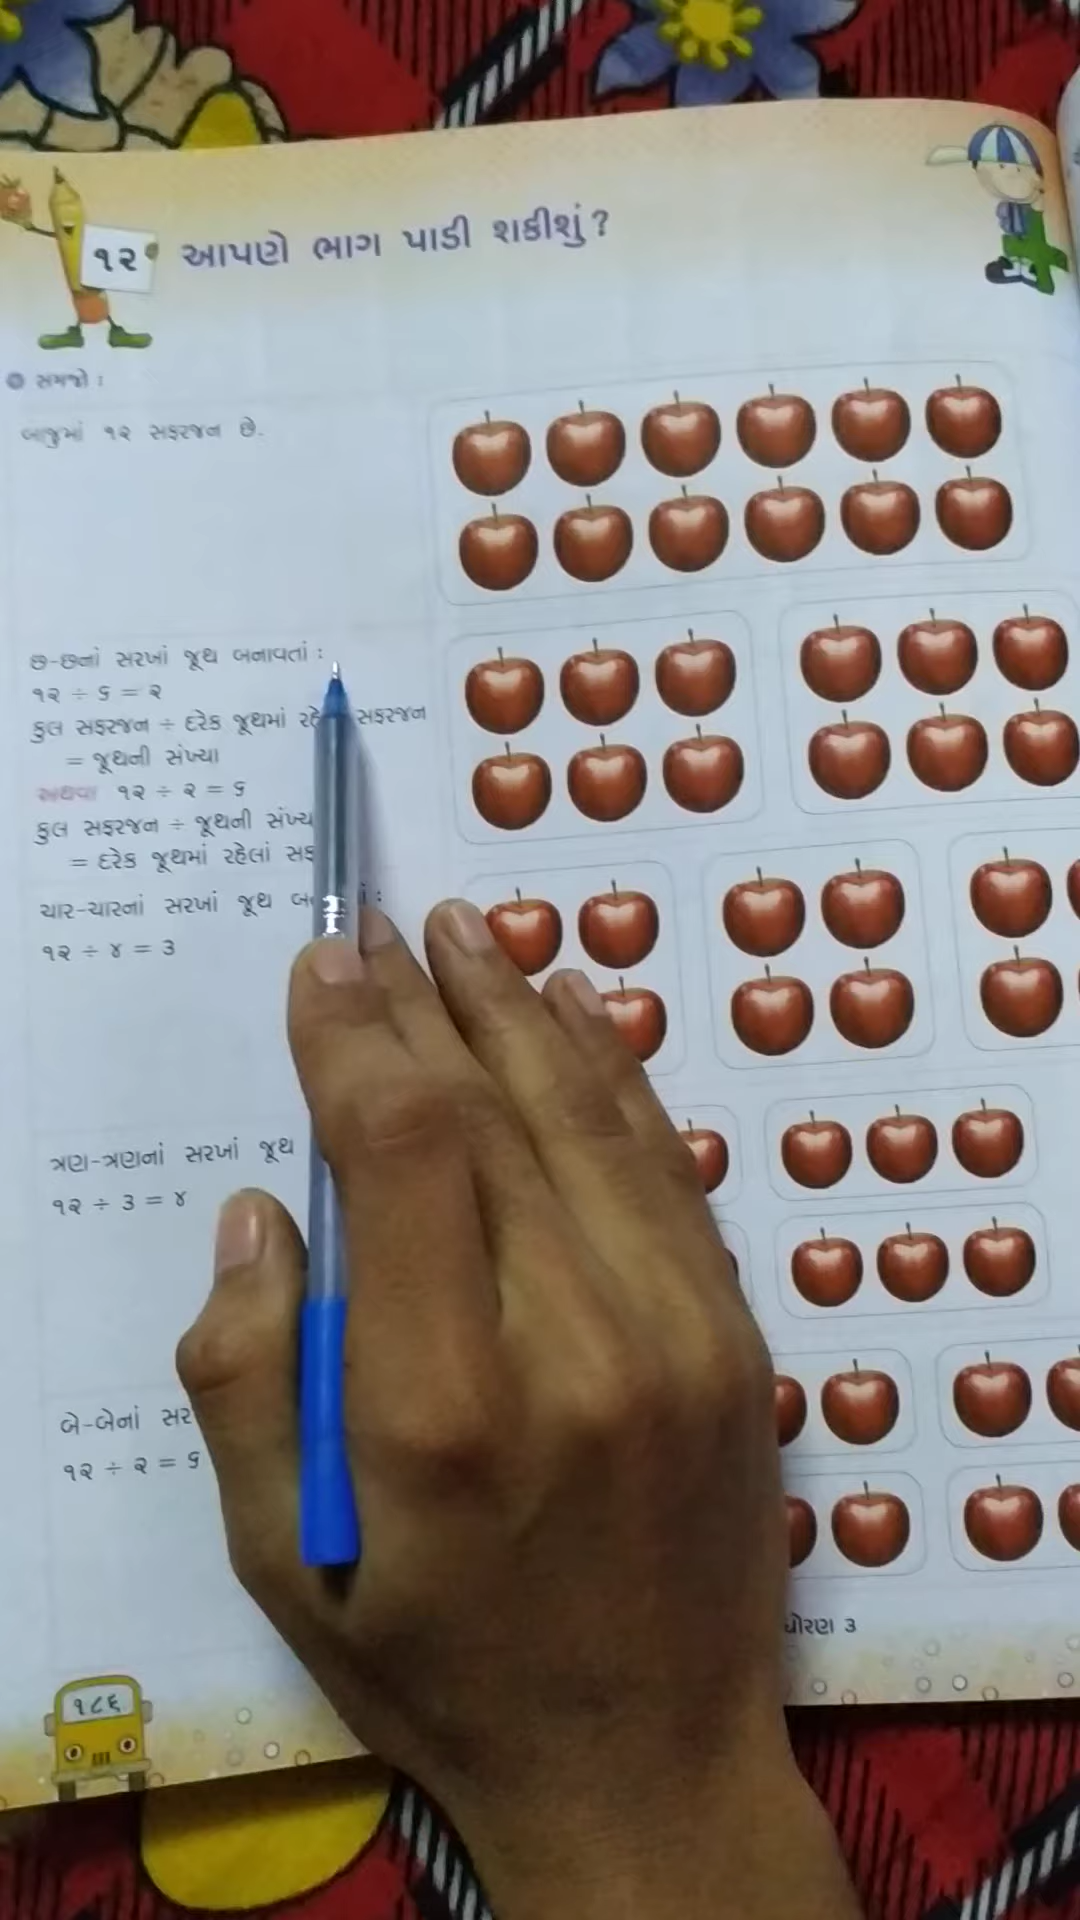 ૧૨
આપણે ભાગ પાડી શકીશું ?
સમજો :
બાજુમાં ૧૨ સફરજન છે.
છ-છનાં સરખાં જૂથ બનાવતાં :
૧૨ ÷ ૬ = ૨
કુલ સફરજન ÷ દરેક જૂથમાં સફરજન
= જૂથની સંખ્યા
અથવા ૧૨ ÷ ૨ = ૬
કુલ સફરજન ÷ જૂથની
= દરેક જૂથમાં રહેલાં
ચાર-ચારનાં સરખાં જૂથ
૧૨ ÷ ૪ = ૩
ત્રણ-ત્રણનાં સરખાં જૂથ
૧૨ ÷ ૩ = ૪
બે-બેનાં
૧૨ ÷ ૨ = ૬
ધોરણ ૩
૧૮૬